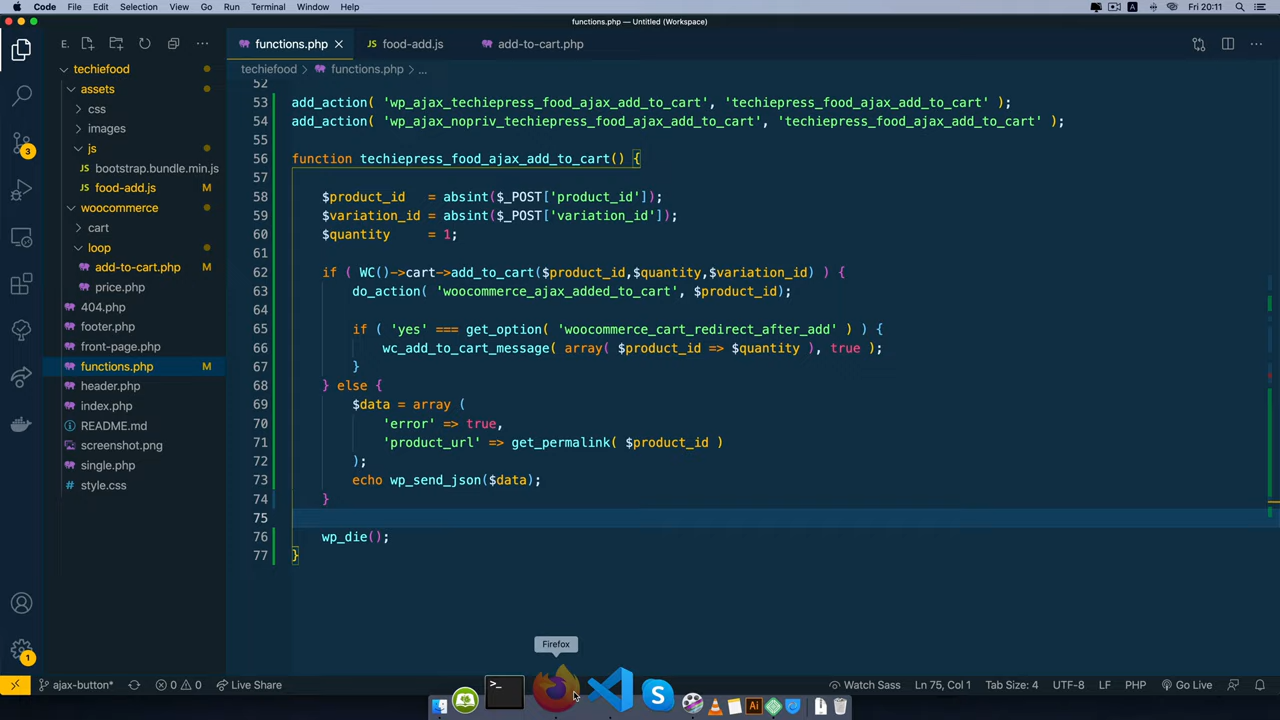 Code File Edit Selection View Go Run Terminal Window Help
A
Fri 20:11
functions.php — Untitled (Workspace)
E.
functions.php
food-add.js
add-to-cart.php
techiefood > functions.php > ...
techiefood
assets
css
images
js
bootstrap.bundle.min.js
food-add.js M
woocommerce
cart
loop
add-to-cart.php M
price.php
404.php
footer.php
front-page.php
functions.php M
header.php
index.php
README.md
screenshot.png
single.php
style.css
3
1
52
53 add_action( 'wp_ajax_techiepress_food_ajax_add_to_cart', 'techiepress_food_ajax_add_to_cart' );
54 add_action( 'wp_ajax_nopriv_techiepress_food_ajax_add_to_cart', 'techiepress_food_ajax_add_to_cart' );
55
56 function techiepress_food_ajax_add_to_cart() {
57
58 $product_id = absint($_POST['product_id']);
59 $variation_id = absint($_POST['variation_id']);
60 $quantity = 1;
61
62 if ( WC()->cart->add_to_cart($product_id,$quantity,$variation_id) ) {
63 do_action( 'woocommerce_ajax_added_to_cart', $product_id);
64
65 if ( 'yes' === get_option( 'woocommerce_cart_redirect_after_add' ) ) {
66 wc_add_to_cart_message( array( $product_id => $quantity ), true );
67 }
68 } else {
69 $data = array (
70 'error' => true,
71 'product_url' => get_permalink( $product_id )
72 );
73 echo wp_send_json($data);
74 }
75
76 wp_die();
77 }
Firefox
>_
S
Ai
ajax-button* 0 0 Live Share
Watch Sass Ln 75, Col 1 Tab Size: 4 UTF-8 LF PHP Go Live